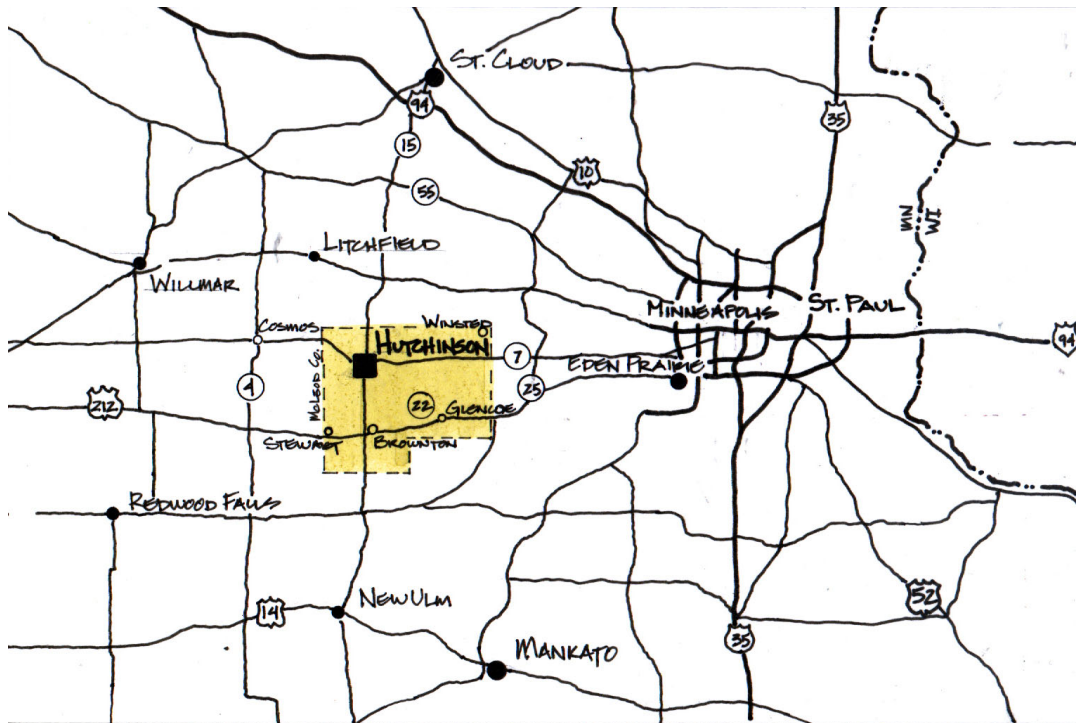 St. Cloud
94
35
15
10
55
MN
WI
Litchfield
Willmar
Minneapolis
St. Paul
Cosmos
Winsted
Hutchinson
7
Eden Prairie
94
McLeod Co.
4
212
22
Glencoe
25
Stewart
Brownton
Redwood Falls
New Ulm
14
52
35
Mankato